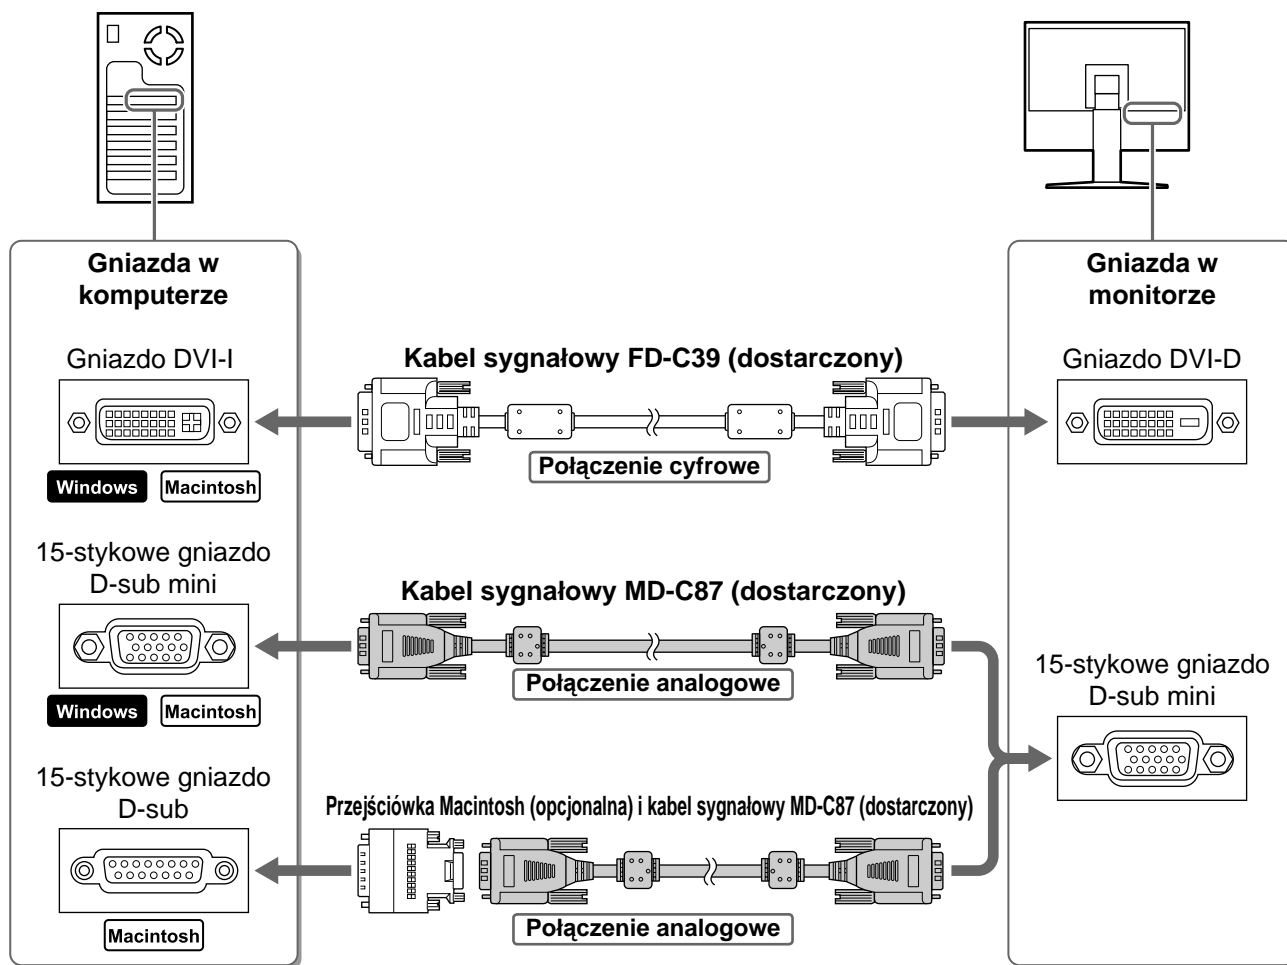 Gniazda w
komputerze
Gniazdo DVI-I
Windows Macintosh
15-stykowe gniazdo
D-sub mini
Windows Macintosh
15-stykowe gniazdo
D-sub
Macintosh
Kabel sygnałowy FD-C39 (dostarczony)
Połączenie cyfrowe
Kabel sygnałowy MD-C87 (dostarczony)
Połączenie analogowe
Przejściówka Macintosh (opcjonalna) i kabel sygnałowy MD-C87 (dostarczony)
Połączenie analogowe
Gniazda w
monitorze
Gniazdo DVI-D
15-stykowe gniazdo
D-sub mini